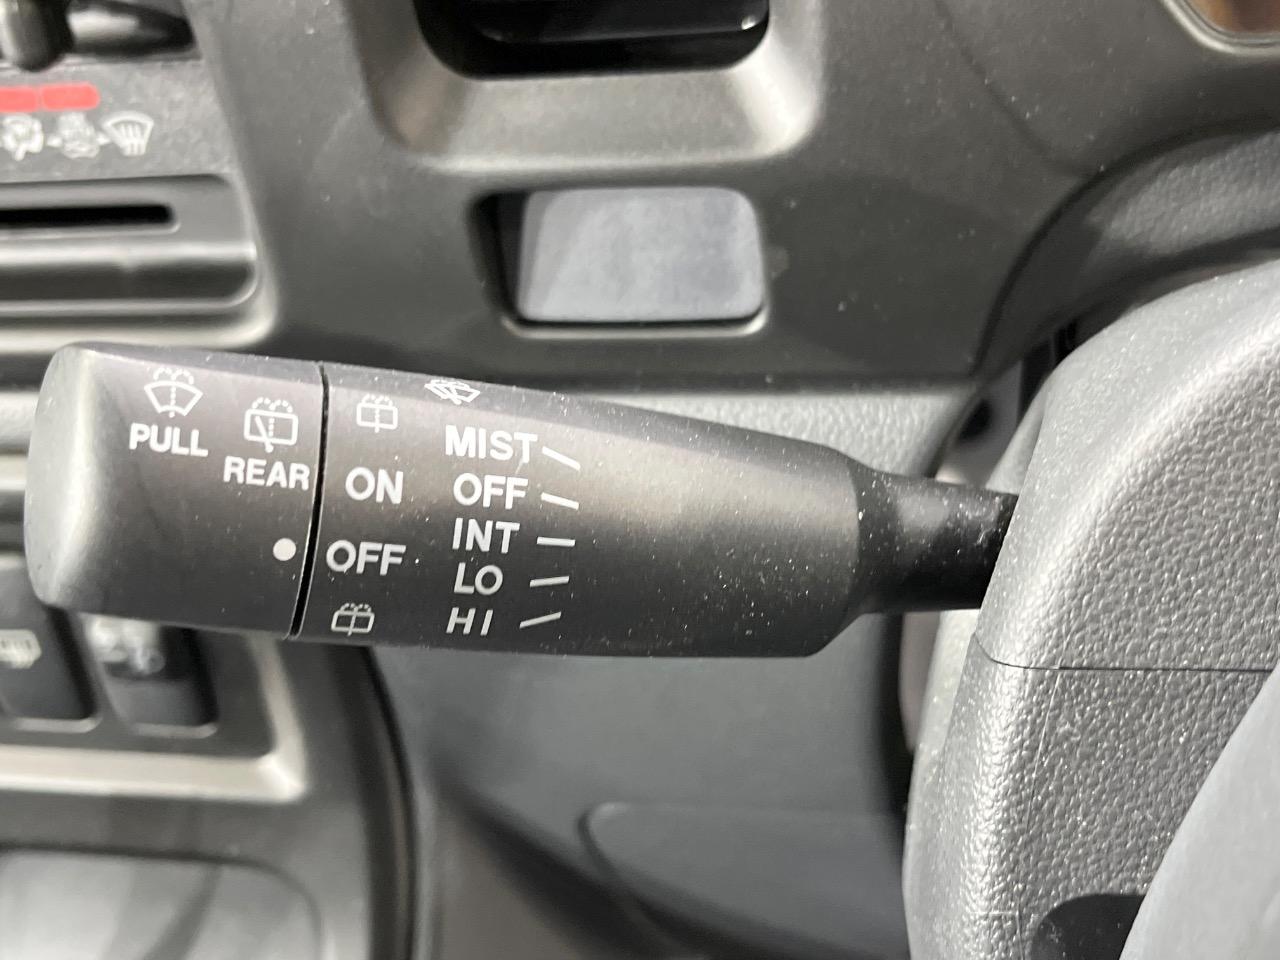 PULL
REAR
ON
OFF
MIST
OFF
INT
LO
HI